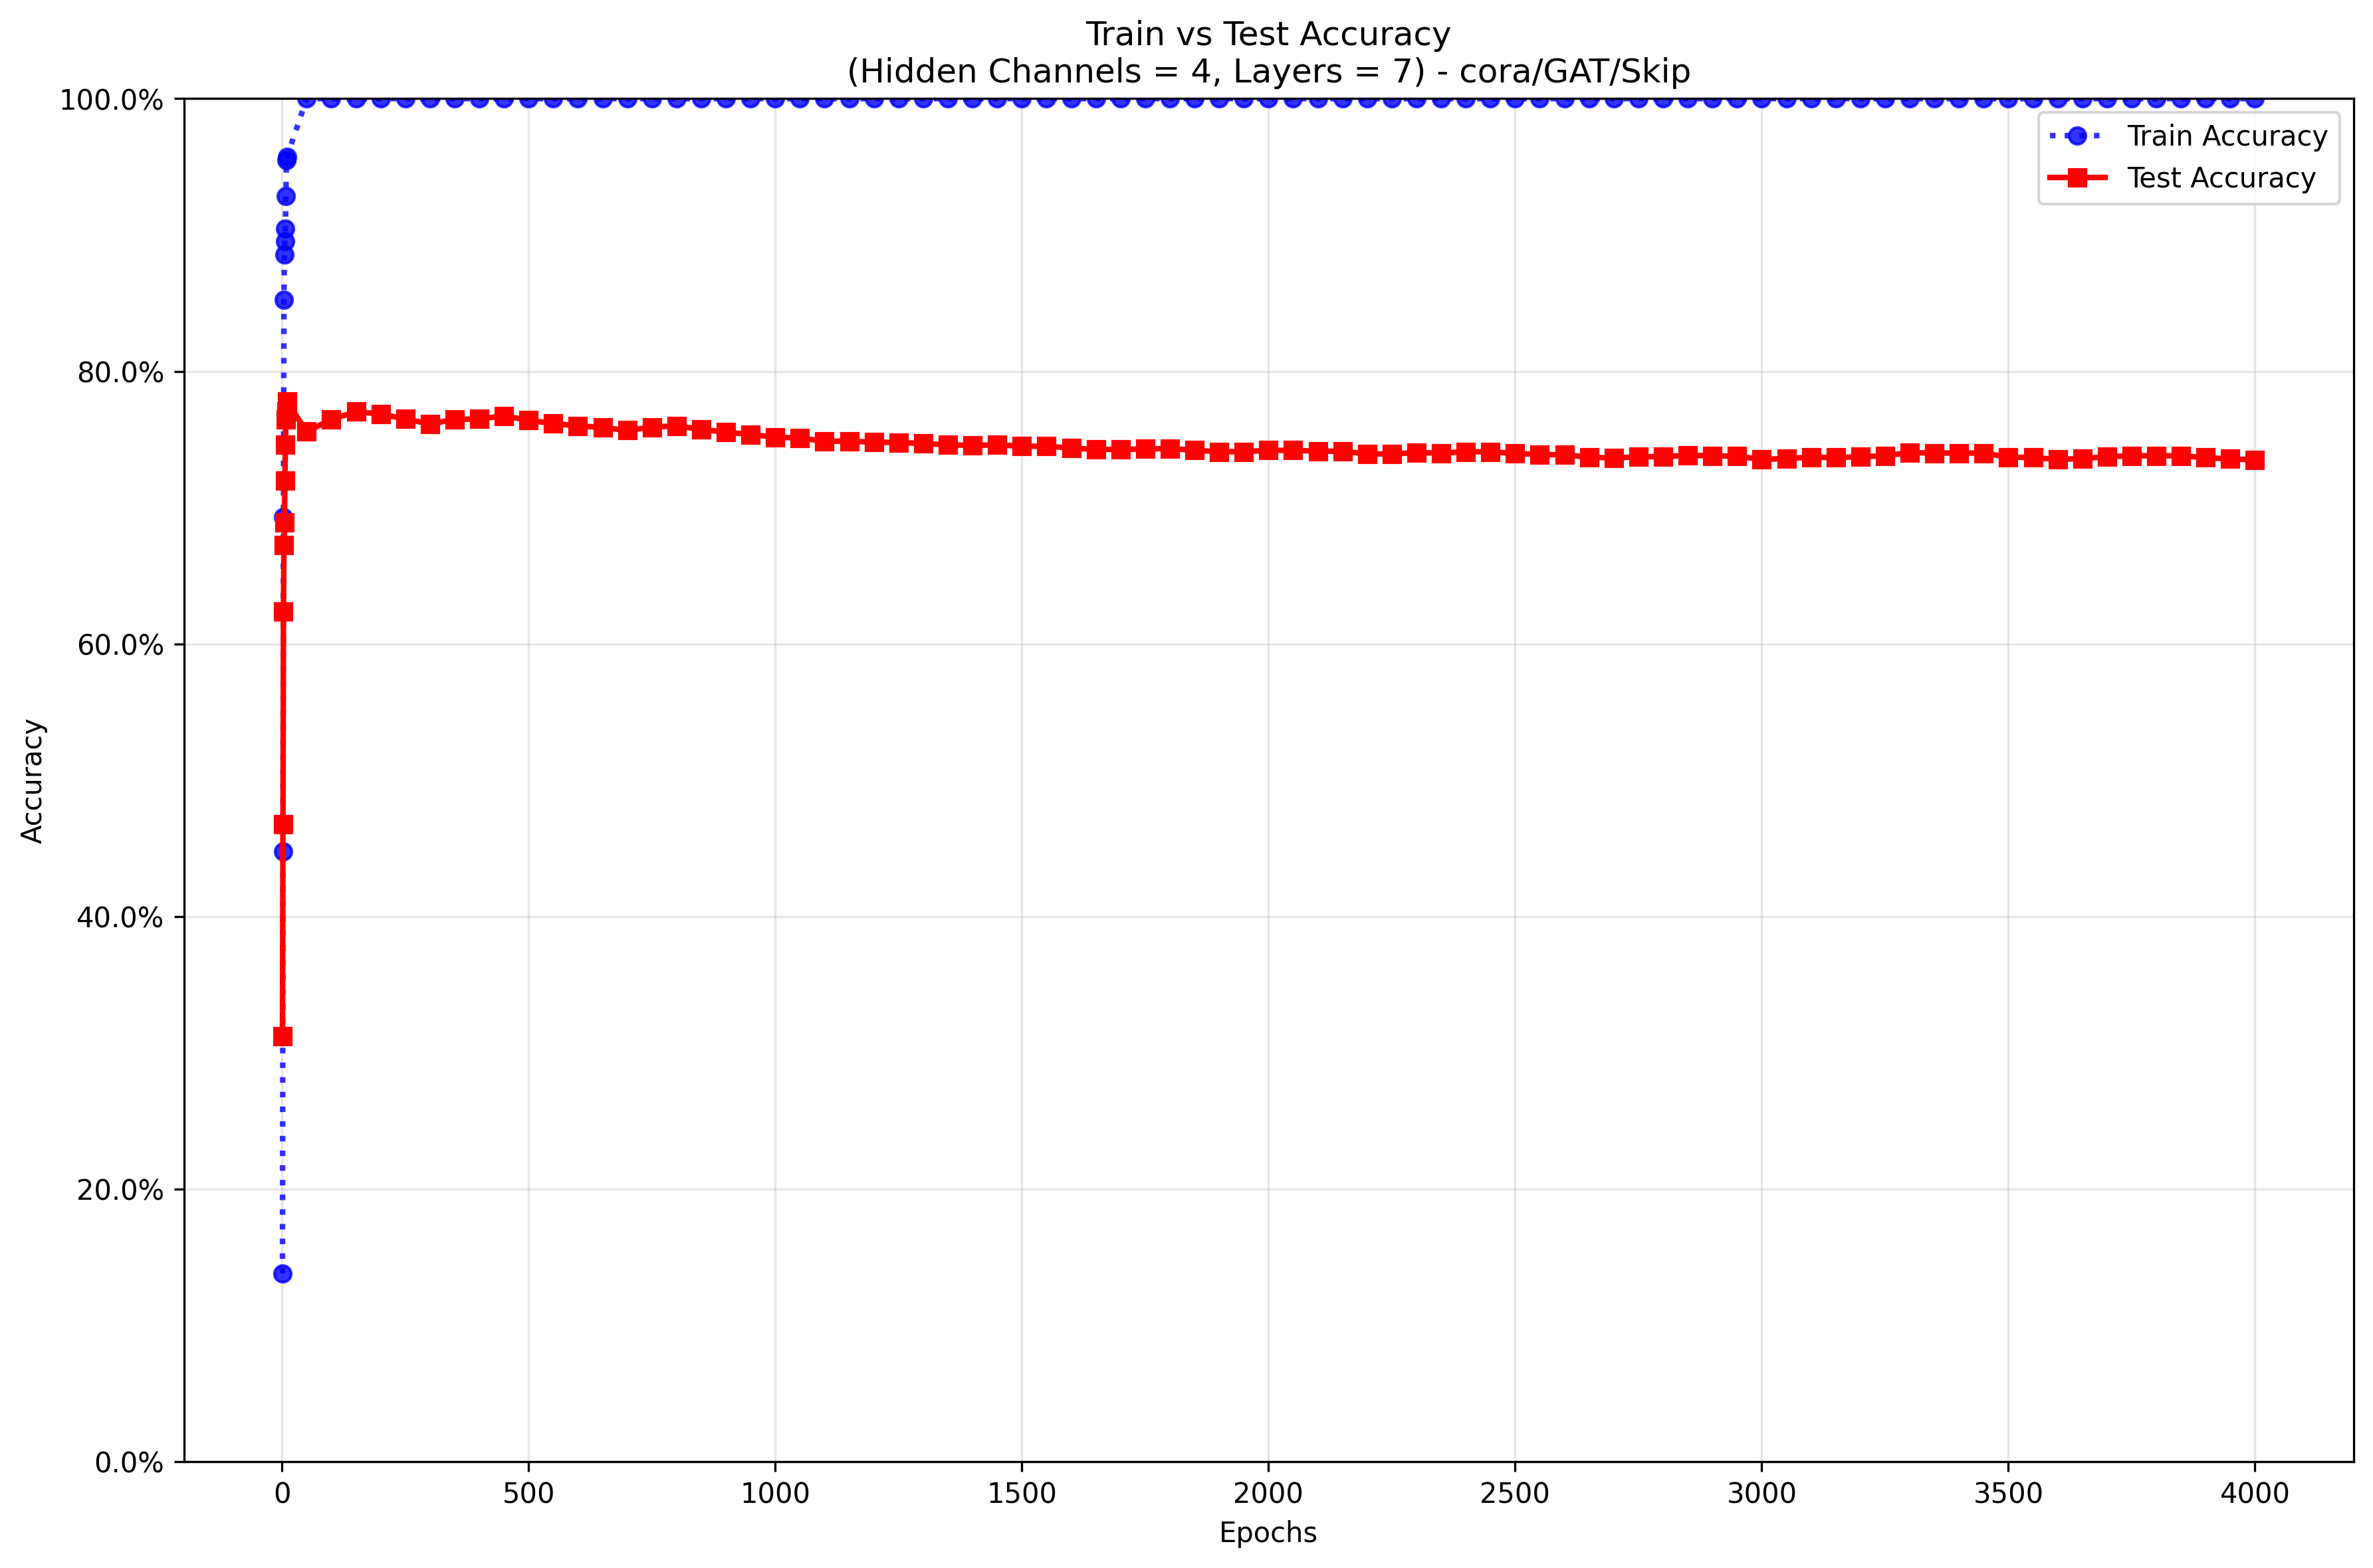 Train vs Test Accuracy
(Hidden Channels = 4, Layers = 7) - cora/GAT/Skip
100.0%
80.0%
60.0%
40.0%
20.0%
0.0%
Accuracy
Train Accuracy
Test Accuracy
0 500 1000 1500 2000 2500 3000 3500 4000
Epochs